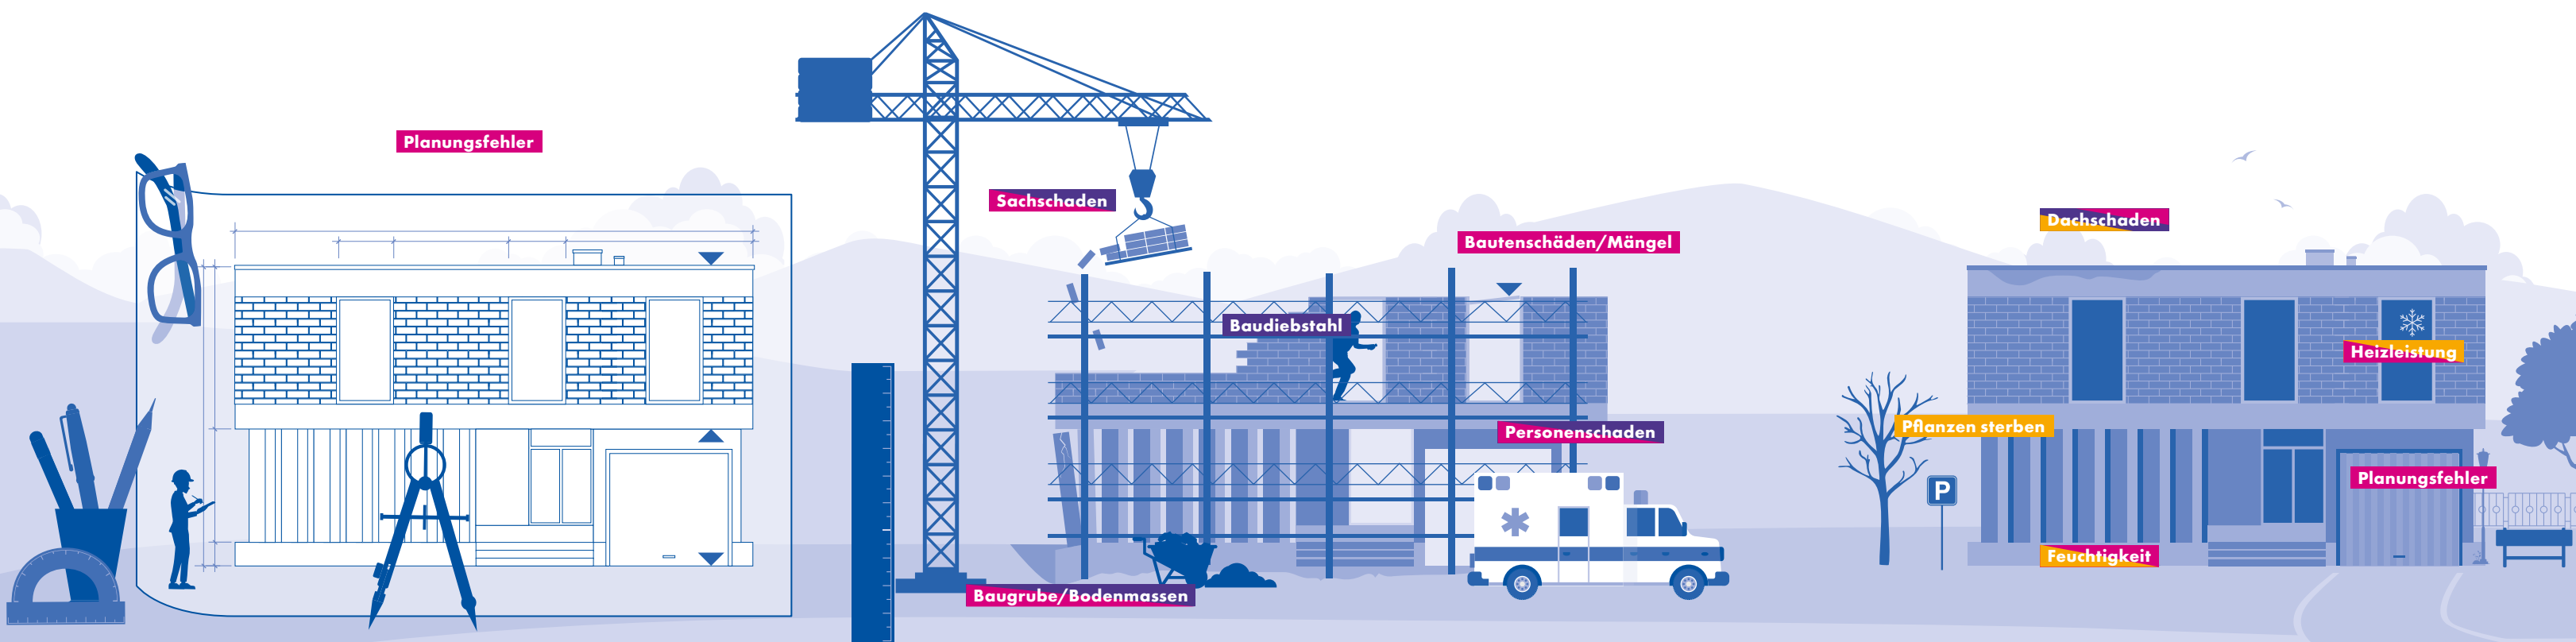 Planungsfehler
Sachschaden
Bautenschäden/Mängel
Baudiebstahl
Personenschaden
Baugrube/Bodenmassen
Dachschaden
Heizleistung
Pflanzen sterben
Planungsfehler
P
Feuchtigkeit